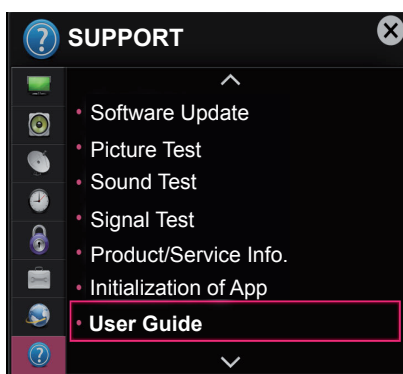 SUPPORT
Software Update
Picture Test
Sound Test
Signal Test
Product/Service Info.
Initialization of App
User Guide